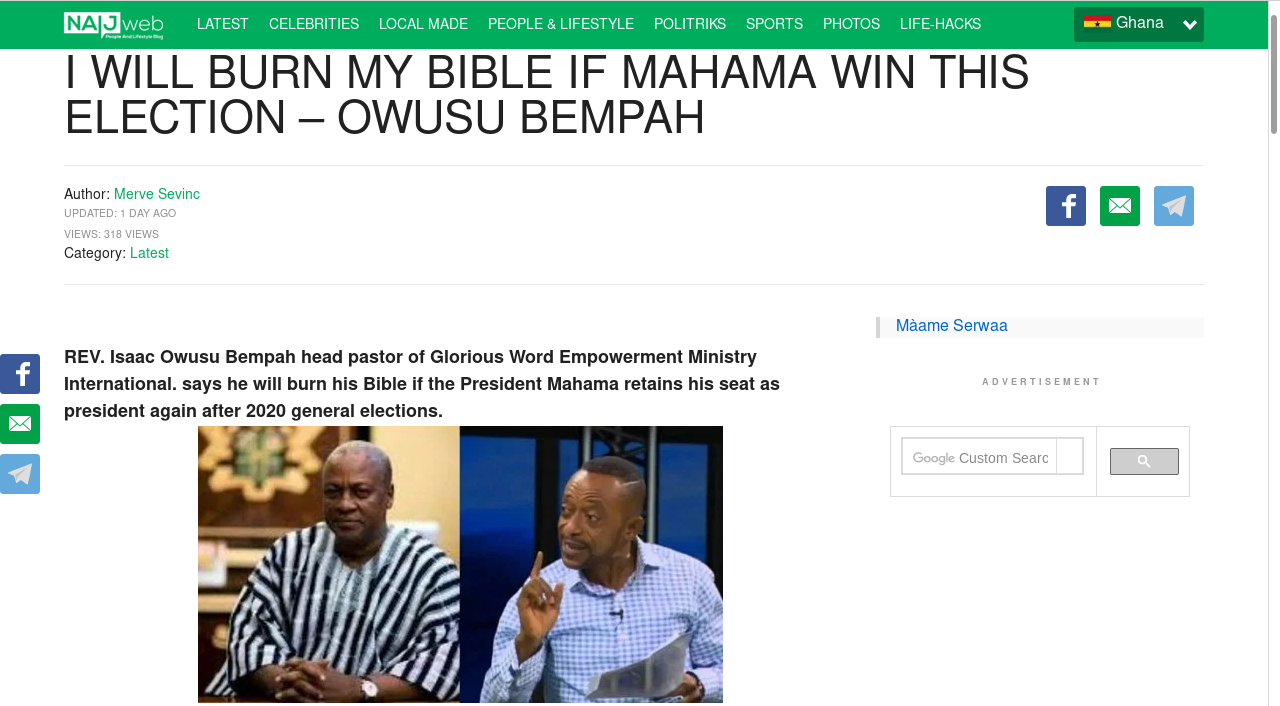 NAIJ web
People And Lifestyle Blog
LATEST CELEBRITIES LOCAL MADE PEOPLE & LIFESTYLE POLITRIKS SPORTS PHOTOS LIFE-HACKS
Ghana
I WILL BURN MY BIBLE IF MAHAMA WIN THIS
ELECTION – OWUSU BEMPAH
Author: Merve Sevinc
UPDATED: 1 DAY AGO
VIEWS: 318 VIEWS
Category: Latest
Màame Serwaa
REV. Isaac Owusu Bempah head pastor of Glorious Word Empowerment Ministry
International. says he will burn his Bible if the President Mahama retains his seat as
president again after 2020 general elections.
ADVERTISEMENT
Google Custom Searc